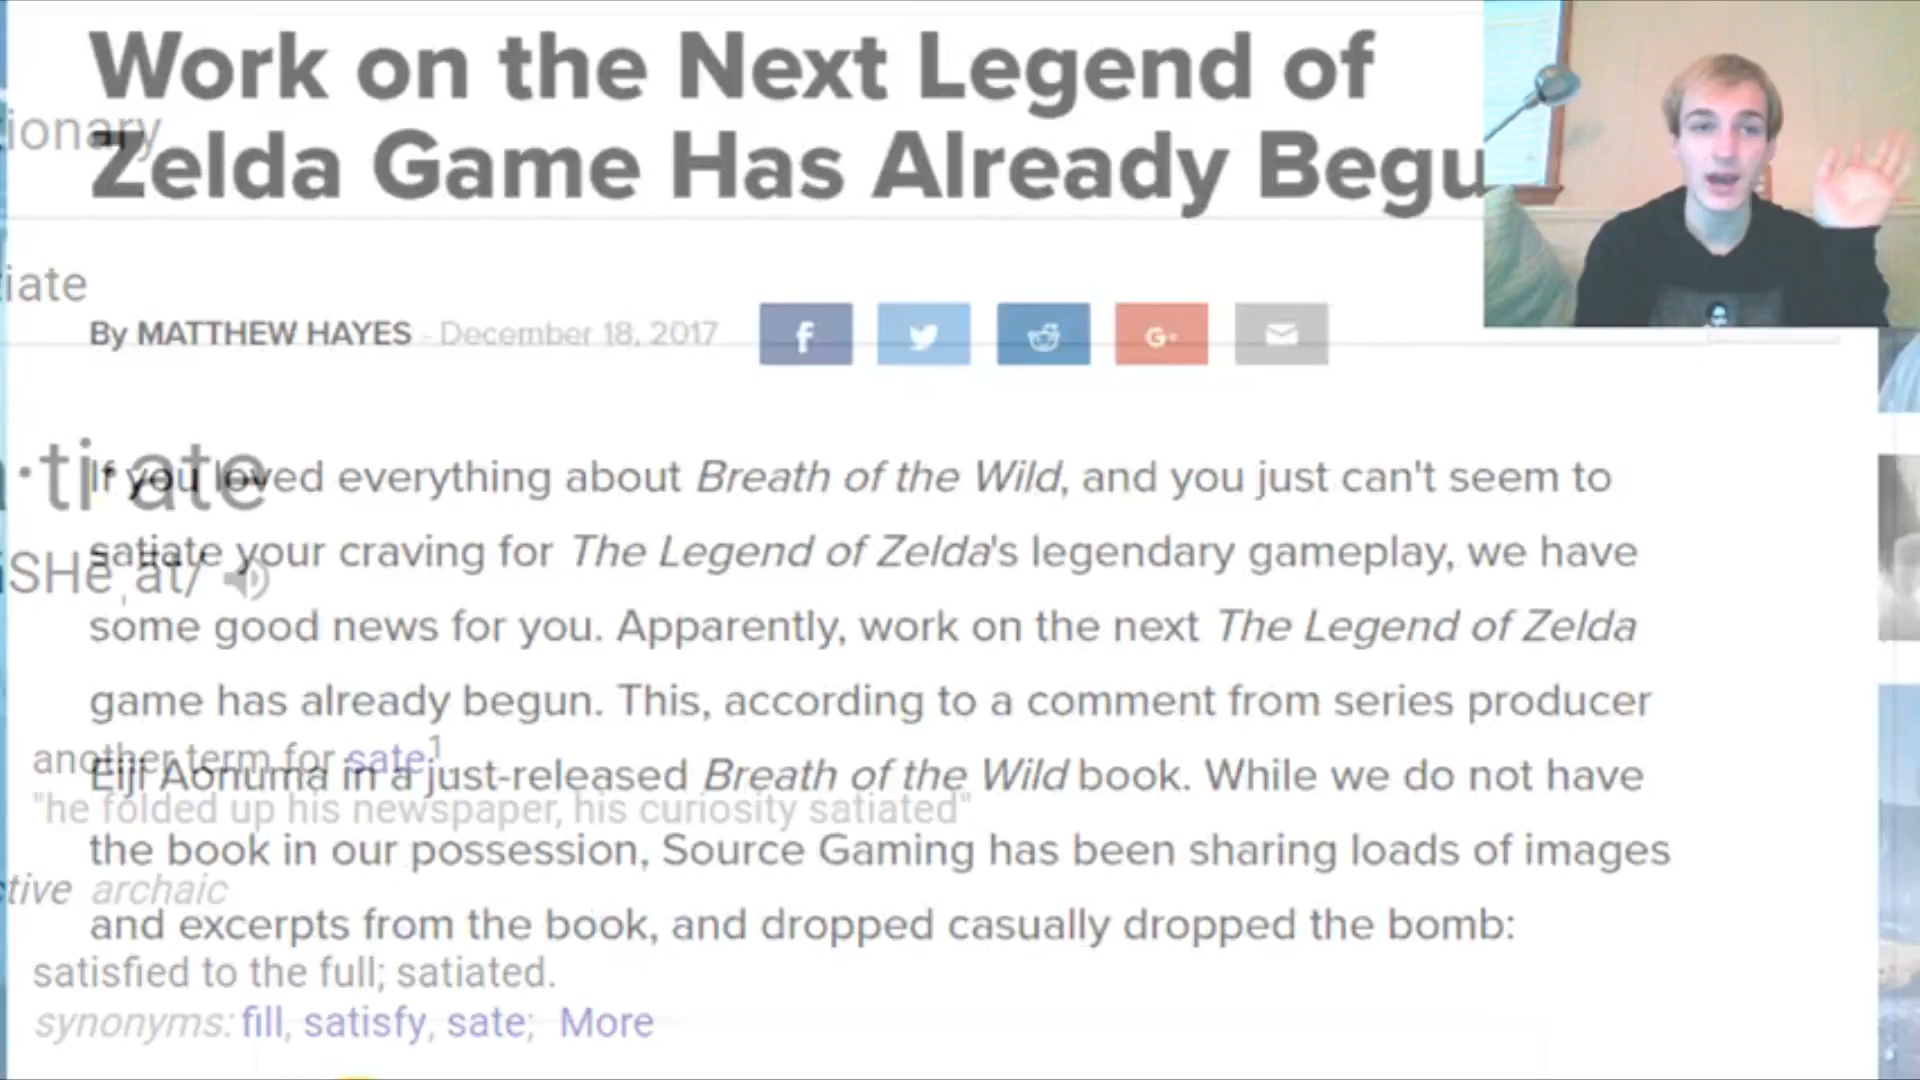 Work on the Next Legend of
Zelda Game Has Already Begu
ionary
iate
By MATTHEW HAYES - December 18, 2017
f
G+
·ti·ate
If you loved everything about Breath of the Wild, and you just can't seem to
satiate your craving for The Legend of Zelda's legendary gameplay, we have
SHēˌāt/
some good news for you. Apparently, work on the next The Legend of Zelda
game has already begun. This, according to a comment from series producer
another term for sate¹.
Eiji Aonuma in a just-released Breath of the Wild book. While we do not have
"he folded up his newspaper, his curiosity satiated"
the book in our possession, Source Gaming has been sharing loads of images
ctive archaic
and excerpts from the book, and dropped casually dropped the bomb:
satisfied to the full; satiated.
synonyms: fill, satisfy, sate; More